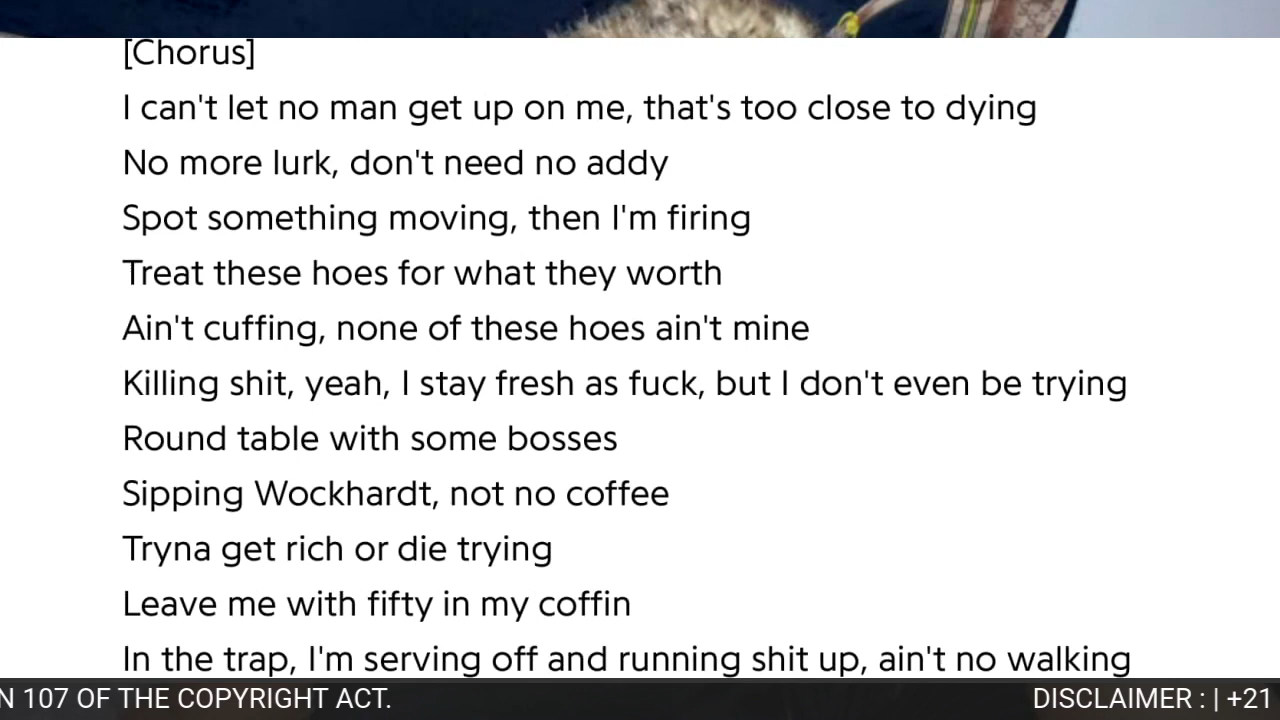 [Chorus]
I can't let no man get up on me, that's too close to dying
No more lurk, don't need no addy
Spot something moving, then I'm firing
Treat these hoes for what they worth
Ain't cuffing, none of these hoes ain't mine
Killing shit, yeah, I stay fresh as fuck, but I don't even be trying
Round table with some bosses
Sipping Wockhardt, not no coffee
Tryna get rich or die trying
Leave me with fifty in my coffin
In the trap, I'm serving off and running shit up, ain't no walking
N 107 OF THE COPYRIGHT ACT.
DISCLAIMER : | +21